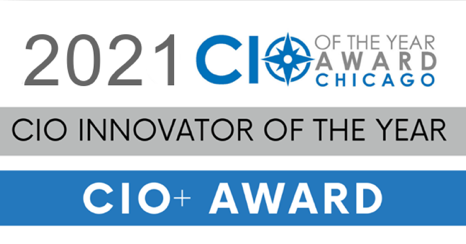 2021 CIO OF THE YEAR
AWARD
CHICAGO
CIO INNOVATOR OF THE YEAR
CIO+ AWARD